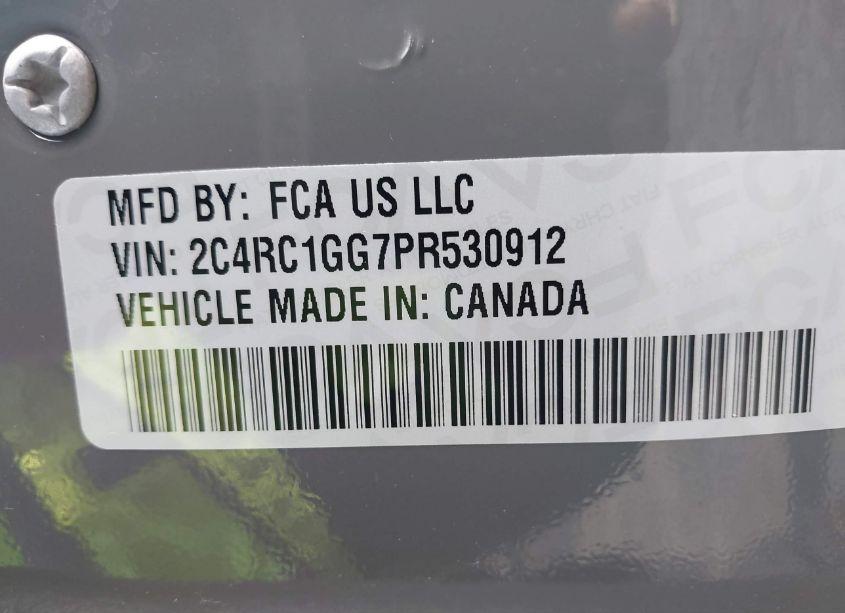 MFD BY: FCA US LLC
VIN: 2C4RC1GG7PR530912
VEHICLE MADE IN: CANADA